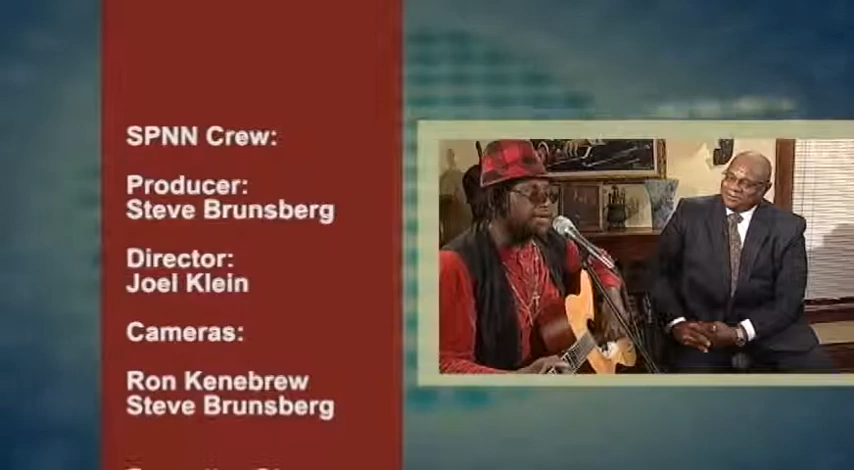 SPNN Crew:
Producer:
Steve Brunsberg
Director:
Joel Klein
Cameras:
Ron Kenebrew
Steve Brunsberg